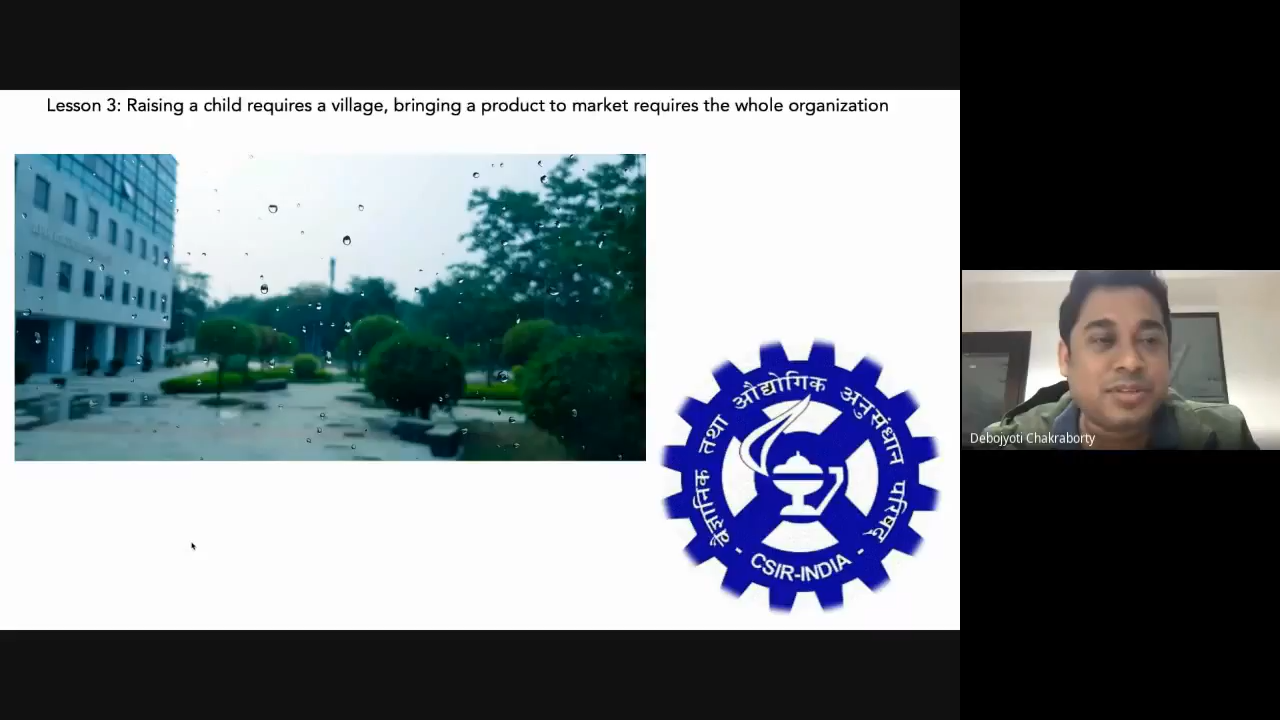 Lesson 3: Raising a child requires a village, bringing a product to market requires the whole organization
वैज्ञानिक तथा औद्योगिक अनुसंधान परिषद्
- CSIR-INDIA -
Debojyoti Chakraborty